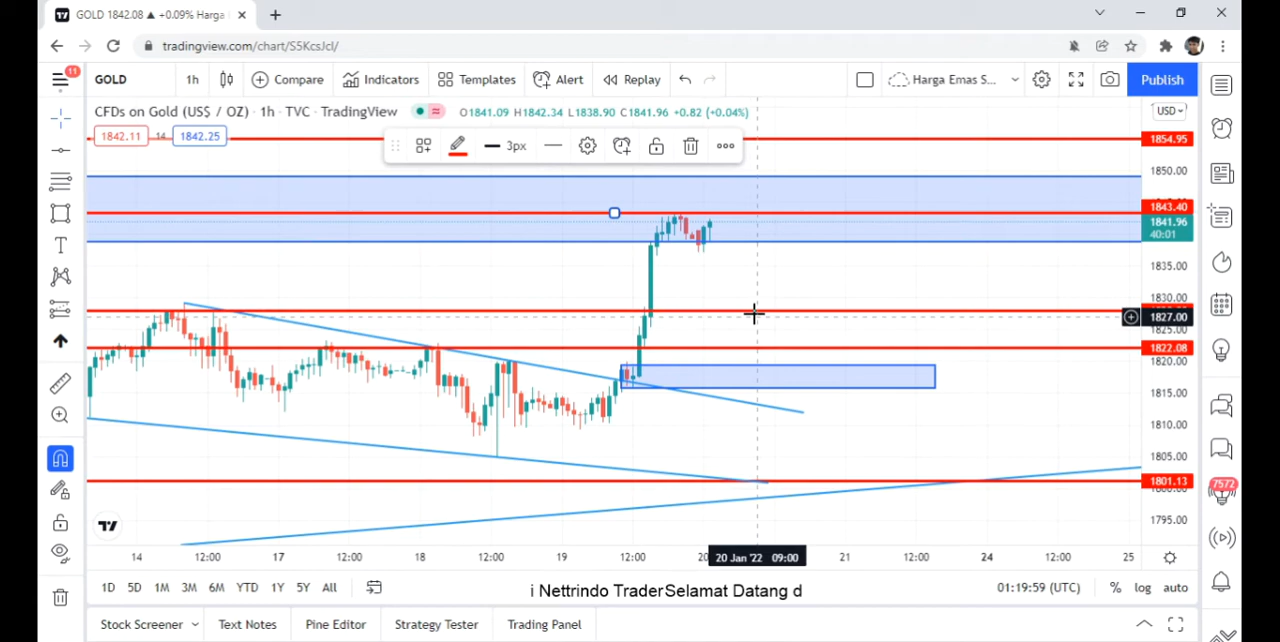 GOLD 1842.08 ▲ +0.09% Harga
tradingview.com/chart/S5KcsJcl/
11
GOLD 1h Compare Indicators Templates Alert Replay Harga Emas S... Publish
CFDs on Gold (US$ / OZ) · 1h · TVC · TradingView O1841.09 H1842.34 L1838.90 C1841.96 +0.82 (+0.04%)
USD
1842.11 14 1842.25
3px
1854.95
1850.00
1843.40
1841.96
40:01
1835.00
1830.00
1827.00
1825.00
1822.08
1820.00
1815.00
1810.00
1805.00
1801.13
1795.00
7572
14 12:00 17 12:00 18 12:00 19 12:00 20 Jan '22 09:00 21 12:00 24 12:00 25
1D 5D 1M 3M 6M YTD 1Y 5Y All
i Nettrindo TraderSelamat Datang d
01:19:59 (UTC) % log auto
Stock Screener Text Notes Pine Editor Strategy Tester Trading Panel